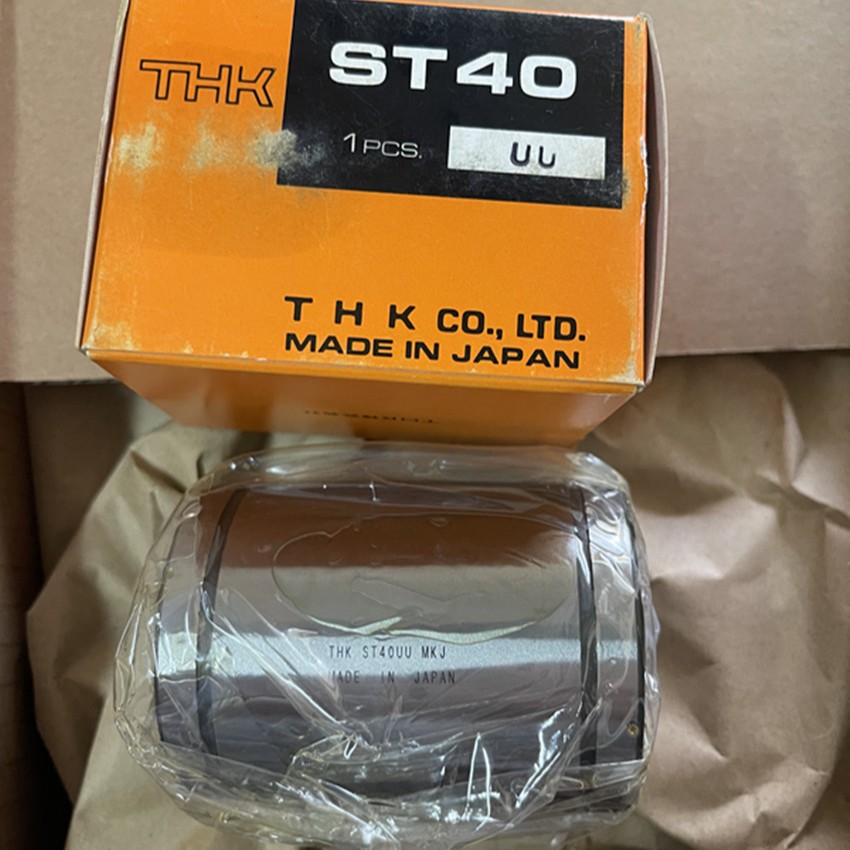 THK
ST40
1 PCS.
UU
T H K CO., LTD.
MADE IN JAPAN
THK ST40UU MKJ
MADE IN JAPAN